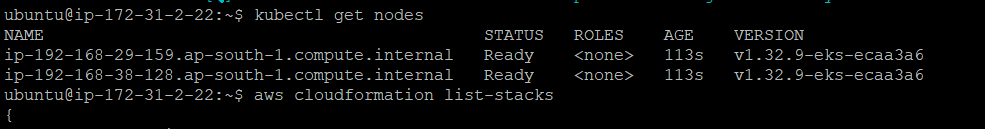 ubuntu@ip-172-31-2-22:~$ kubectl get nodes
NAME STATUS ROLES AGE VERSION
ip-192-168-29-159.ap-south-1.compute.internal Ready <none> 113s v1.32.9-eks-ecaa3a6
ip-192-168-38-128.ap-south-1.compute.internal Ready <none> 113s v1.32.9-eks-ecaa3a6
ubuntu@ip-172-31-2-22:~$ aws cloudformation list-stacks
{